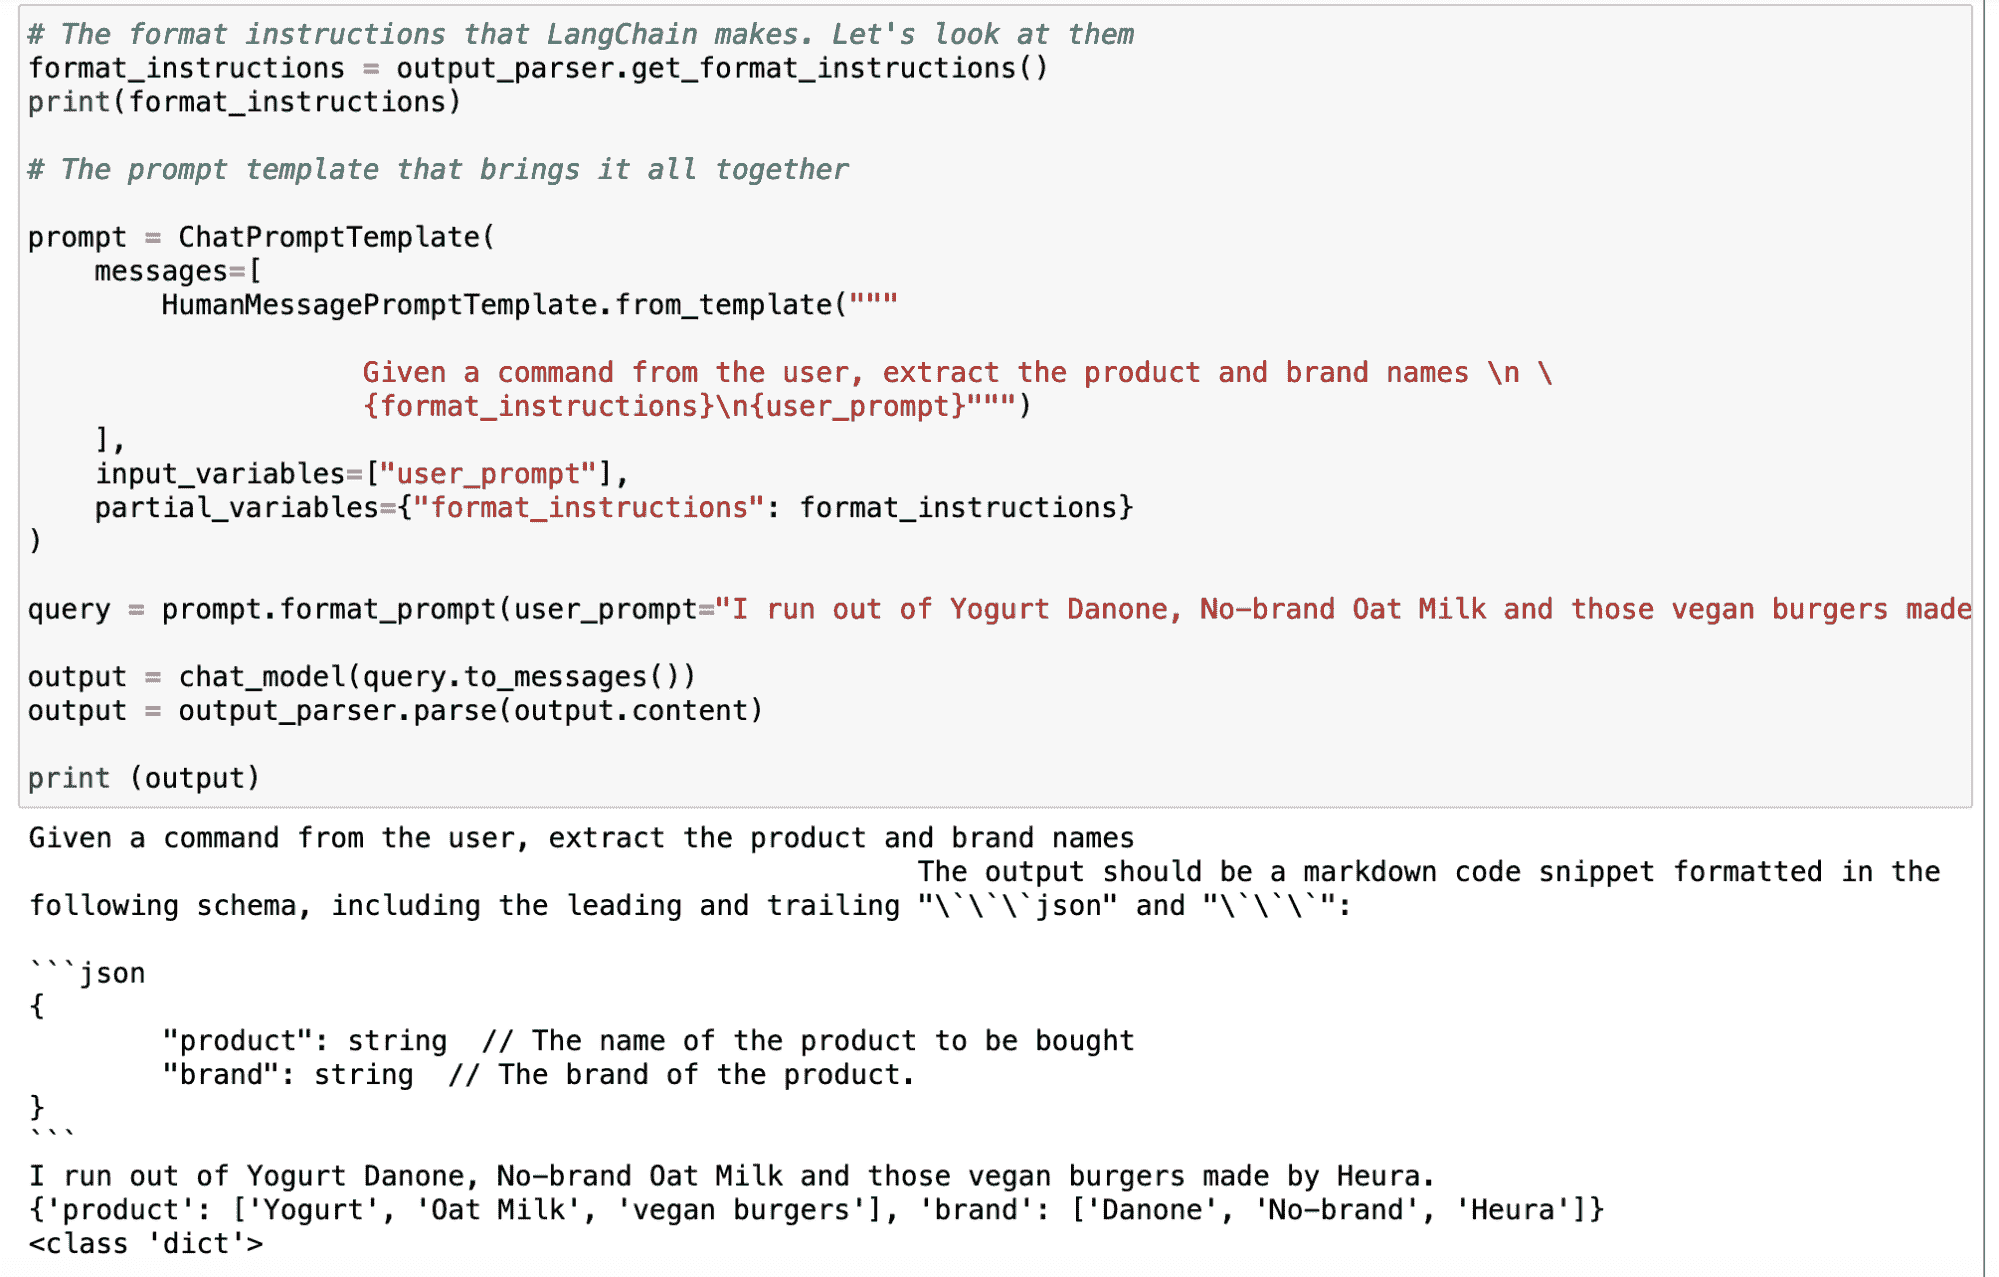 # The format instructions that LangChain makes. Let's look at them
format_instructions = output_parser.get_format_instructions()
print(format_instructions)
# The prompt template that brings it all together
prompt = ChatPromptTemplate(
    messages=[
        HumanMessagePromptTemplate.from_template("""
                    Given a command from the user, extract the product and brand names \n \
                    {format_instructions}\n{user_prompt}""")
    ],
    input_variables=["user_prompt"],
    partial_variables={"format_instructions": format_instructions}
)
query = prompt.format_prompt(user_prompt="I run out of Yogurt Danone, No-brand Oat Milk and those vegan burgers made
output = chat_model(query.to_messages())
output = output_parser.parse(output.content)
print (output)
Given a command from the user, extract the product and brand names
                                                     The output should be a markdown code snippet formatted in the
following schema, including the leading and trailing "\`\`\`json" and "\`\`\`":
```json
{
        "product": string  // The name of the product to be bought
        "brand": string  // The brand of the product.
}
```
I run out of Yogurt Danone, No-brand Oat Milk and those vegan burgers made by Heura.
{'product': ['Yogurt', 'Oat Milk', 'vegan burgers'], 'brand': ['Danone', 'No-brand', 'Heura']}
<class 'dict'>